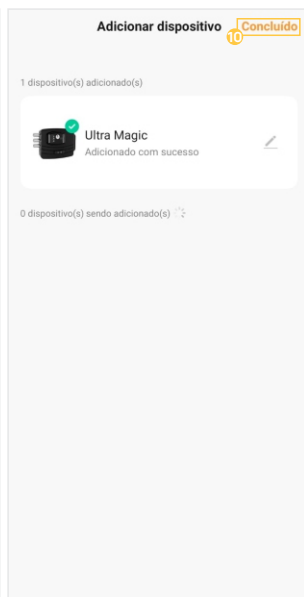 Adicionar dispositivo Concluído
10
1 dispositivo(s) adicionado(s)
Ultra Magic
Adicionado com sucesso
0 dispositivo(s) sendo adicionado(s)